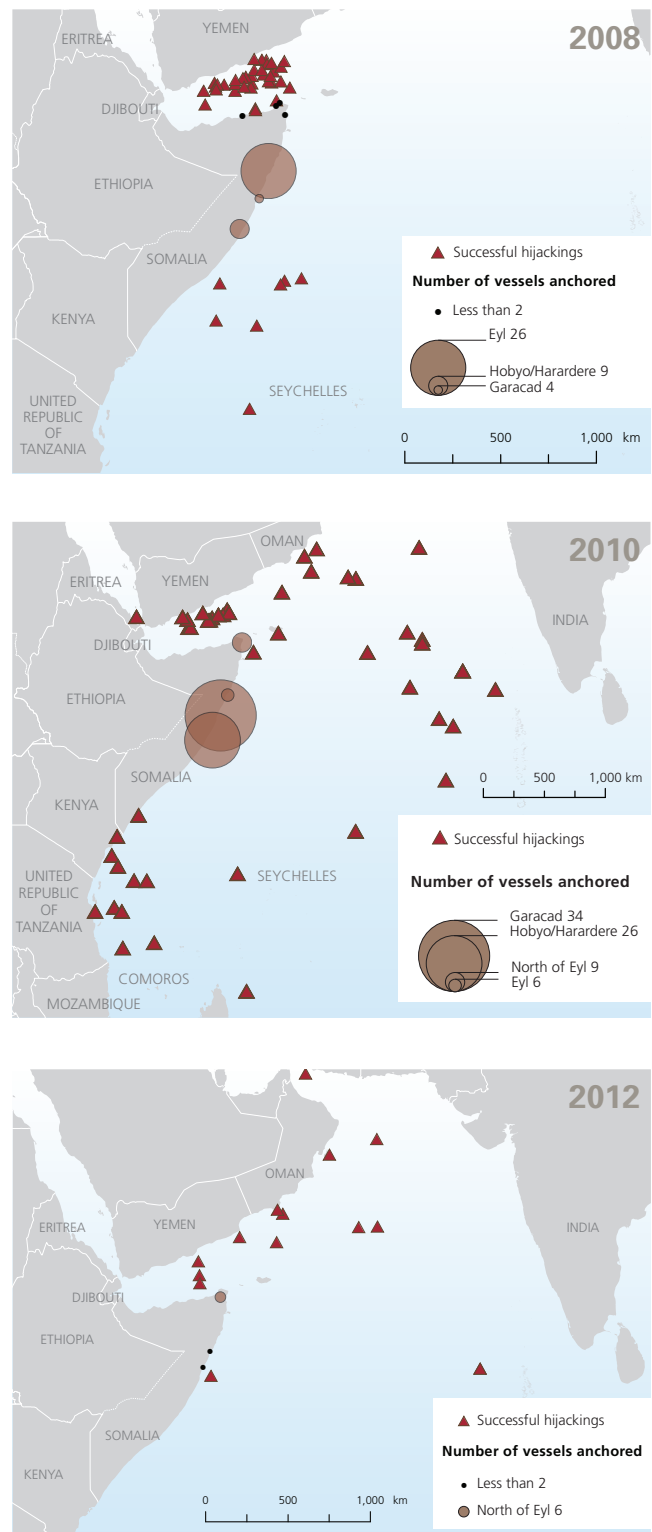 2008
YEMEN
ERITREA
DJIBOUTI
ETHIOPIA
SOMALIA
KENYA
SEYCHELLES
UNITED
REPUBLIC
OF
TANZANIA
Successful hijackings
Number of vessels anchored
Less than 2
Eyl 26
Hobyo/Harardere 9
Garacad 4
0 500 1,000 km
2010
OMAN
ERITREA
YEMEN
INDIA
DJIBOUTI
ETHIOPIA
SOMALIA
KENYA
0 500 1,000 km
UNITED
REPUBLIC
OF
TANZANIA
SEYCHELLES
COMOROS
MOZAMBIQUE
Successful hijackings
Number of vessels anchored
Garacad 34
Hobyo/Harardere 26
North of Eyl 9
Eyl 6
2012
OMAN
ERITREA
YEMEN
INDIA
DJIBOUTI
ETHIOPIA
SOMALIA
KENYA
Successful hijackings
Number of vessels anchored
Less than 2
North of Eyl 6
0 500 1,000 km